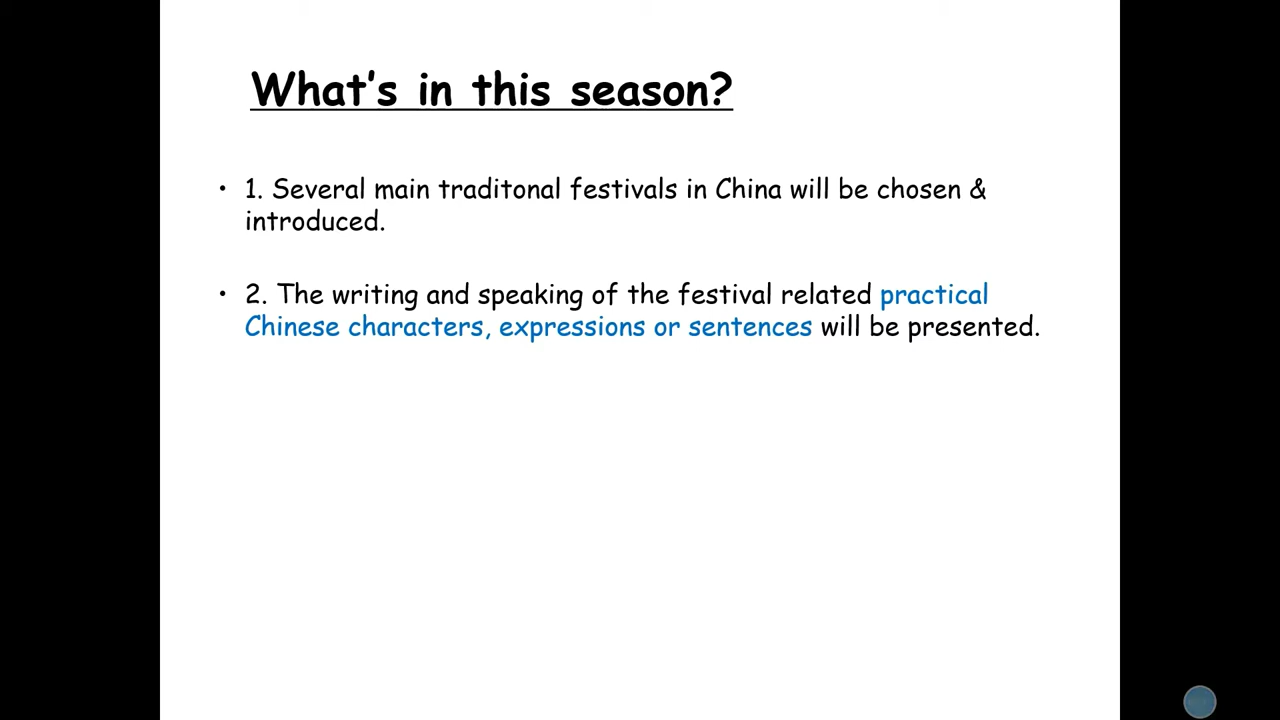 What's in this season?
• 1. Several main traditonal festivals in China will be chosen &
introduced.
• 2. The writing and speaking of the festival related practical
Chinese characters, expressions or sentences will be presented.